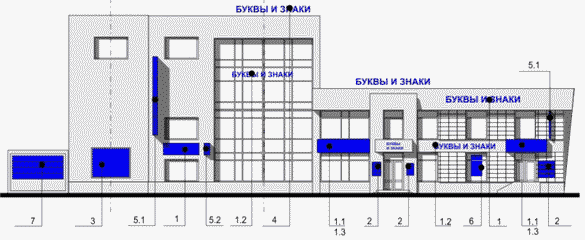 БУКВЫ И ЗНАКИ
БУКВЫ И ЗНАКИ
БУКВЫ И ЗНАКИ
БУКВЫ И ЗНАКИ
БУКВЫ
И ЗНАКИ
БУКВЫ И ЗНАКИ
5.1
7
3
5.1
1
5.2
1.2
4
1.1
1.3
2
2
1.2
6
1
1.1
1.3
2